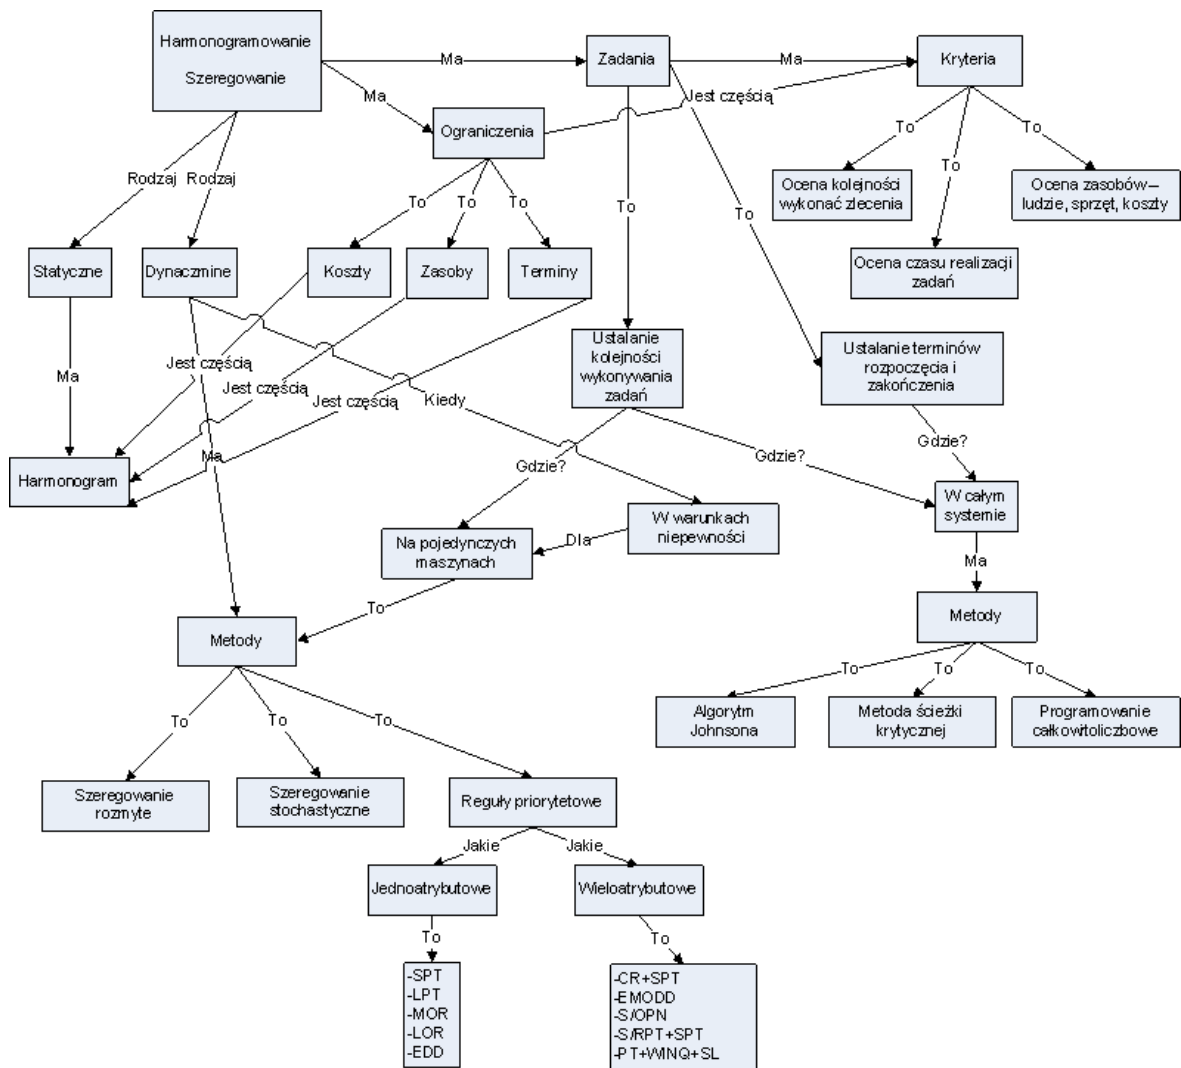 Harmonogramowanie
Szeregowanie
Ma
Zadania
Ma
Kryteria
Ma
Ograniczenia
Jest częścią
Rodzaj
Rodzaj
To
To
To
To
To
To
To
To
Ocena kolejności
wykonać zlecenia
Ocena zasobów–
ludzie, sprzęt, koszty
Ocena czasu realizacji
zadań
Statyczne
Dynaczmine
Koszty
Zasoby
Terminy
Ustalanie
kolejności
wykonywania
zadań
Ustalanie terminów
rozpoczęcia i
zakończenia
Ma
Jest częścią
Jest częścią
Jest częścią
Kiedy
Ma
Gdzie?
Gdzie?
Gdzie?
Harmonogram
Na pojedynczych
maszynach
Dla
W warunkach
niepewności
W całym
systemie
Ma
To
Metody
Metody
To
To
To
Algorytm
Johnsona
Metoda ścieżki
krytycznej
Programowanie
całkowitoliczbowe
To
To
To
Szeregowanie
rozmyte
Szeregowanie
stochastyczne
Reguły priorytetowe
Jakie
Jakie
Jednoatrybutowe
Wieloatrybutowe
To
To
-SPT
-LPT
-MOR
-LOR
-EDD
-CR+SPT
-EMODD
-S/OPN
-S/RPT+SPT
-PT+WINQ+SL